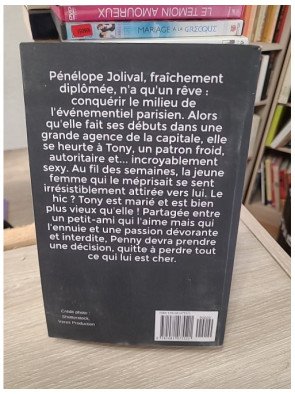 LE TÉMOIN AMOUREUX
MARIAGE À LA GRECQUE
Pénélope Jolival, fraîchement
diplômée, n'a qu'un rêve :
conquérir le milieu de
l'événementiel parisien. Alors
qu'elle fait ses débuts dans une
grande agence de la capitale, elle
se heurte à Tony, un patron froid,
autoritaire et... incroyablement
sexy. Au fil des semaines, la jeune
femme qui le méprisait se sent
irrésistiblement attirée vers lui. Le
hic ? Tony est marié et est bien
plus vieux qu'elle ! Partagée entre
un petit-ami qui l'aime mais qui
l'ennuie et une passion dévorante
et interdite, Penny devra prendre
une décision, quitte à perdre tout
ce qui lui est cher.
Crédits photo :
Shutterstock,
Production